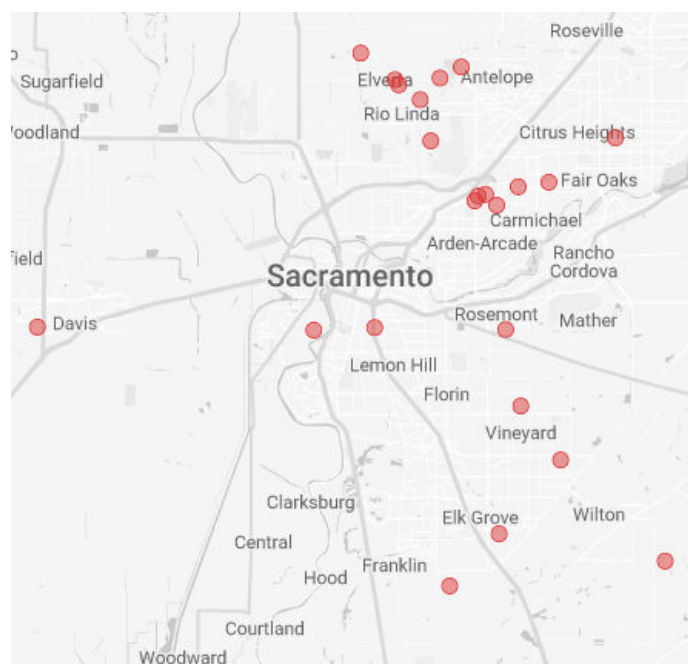 Roseville
Sugarfield
Elverta
Antelope
Rio Linda
Citrus Heights
Fair Oaks
Carmichael
Arden-Arcade
Rancho
Cordova
Sacramento
Davis
Rosemont
Mather
Lemon Hill
Florin
Vineyard
Clarksburg
Elk Grove
Wilton
Central
Franklin
Hood
Courtland
Woodward